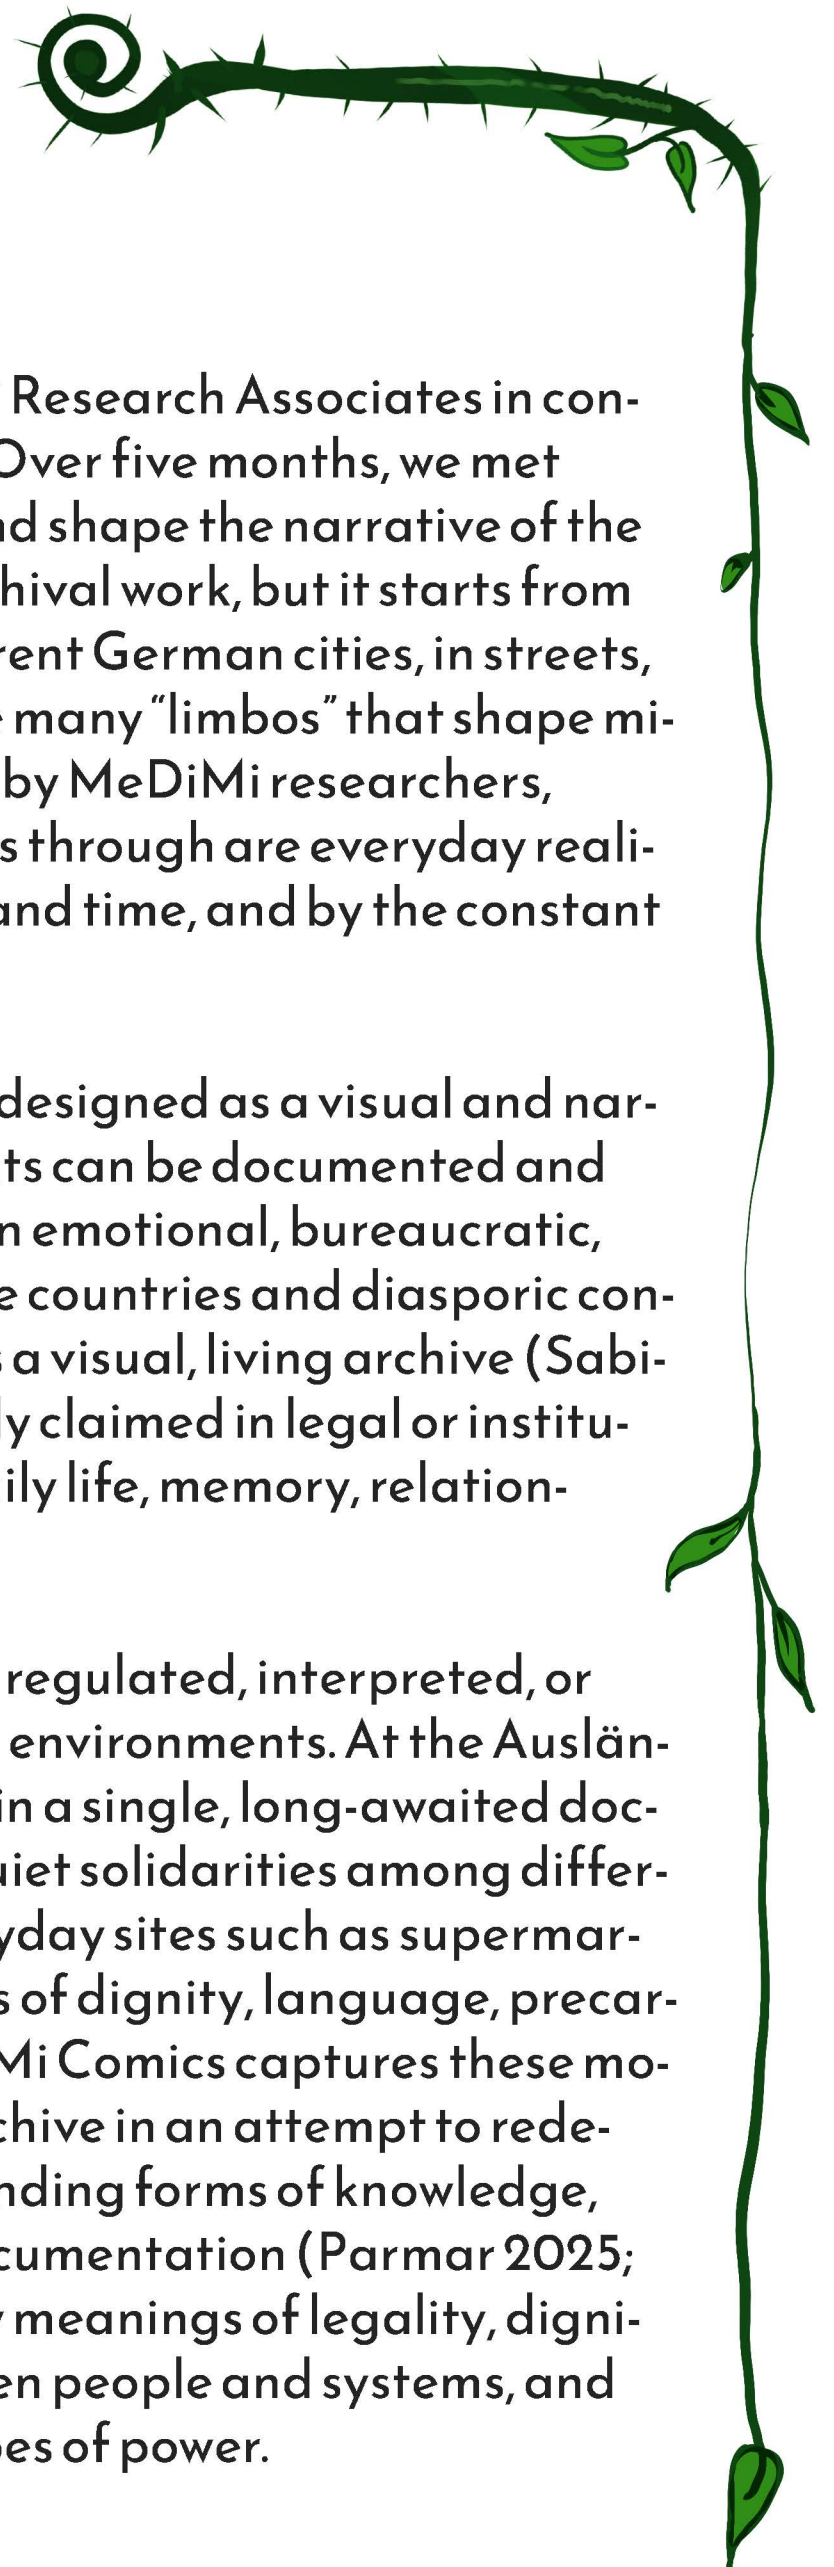 Research Associates in con-
Over five months, we met
nd shape the narrative of the
hival work, but it starts from
rent German cities, in streets,
e many “limbos” that shape mi-
by MeDiMi researchers,
s through are everyday reali-
and time, and by the constant
designed as a visual and nar-
ts can be documented and
n emotional, bureaucratic,
e countries and diasporic con-
s a visual, living archive (Sabi-
ly claimed in legal or institu-
ily life, memory, relation-
regulated, interpreted, or
environments. At the Auslän-
in a single, long-awaited doc-
uiet solidarities among differ-
yday sites such as supermar-
s of dignity, language, precar-
Mi Comics captures these mo-
chive in an attempt to rede-
nding forms of knowledge,
cumentation (Parmar 2025;
y meanings of legality, digni-
en people and systems, and
pes of power.